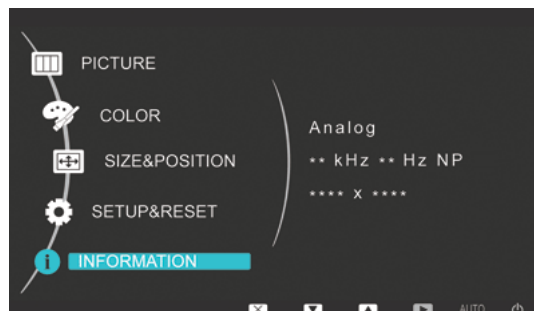 PICTURE
COLOR
SIZE&POSITION
SETUP&RESET
INFORMATION
Analog
** kHz ** Hz NP
**** x ****
AUTO